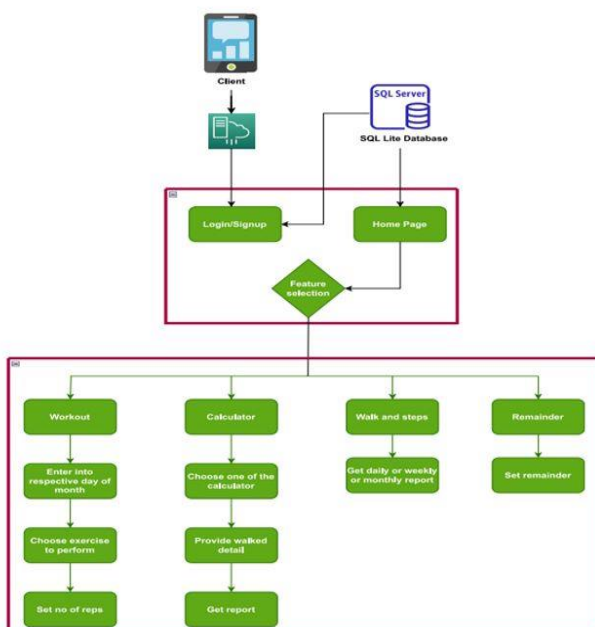 Client
SQL Server
SQL Lite Database
Login/Signup
Home Page
Feature
selection
Workout
Calculator
Walk and steps
Remainder
Enter into
respective day of
month
Choose one of the
calculator
Get daily or weekly
or monthly report
Set remainder
Choose exercise
to perform
Provide walked
detail
Set no of reps
Get report